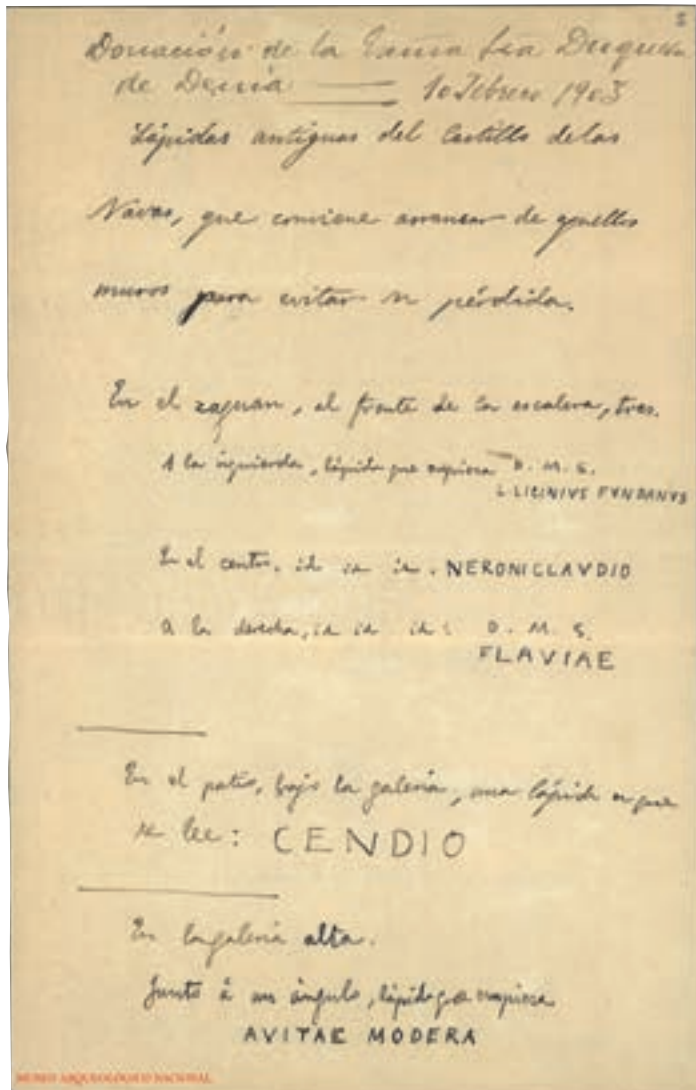 5
Donación de la Exma Sra Duquesa
de Denia — 10 Febrero 1903
Lápidas antiguas del Castillo de las
Navas, que conviene arrancar de aquellos
muros para evitar su pérdida.
En el zaguan, al frente de la escalera, tres.
A la izquierda, lápida que empieza D. M. S.
L. LICINIVS FVNDANVS
En el centro, id id id. NERONICLAVDIO
A la derecha, id id id: D. M. S.
FLAVIAE
En el patio, bajo la galería, una lápida en que
se lee: CENDIO
En la galería alta.
Junto á un ángulo, lápida que empieza
AVITAE MODERA
MUSEO ARQUEOLÓGICO NACIONAL